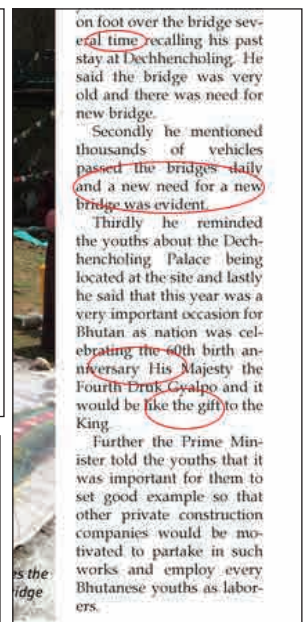 on foot over the bridge sev-
eral time recalling his past
stay at Dechhencholing. He
said the bridge was very
old and there was need for
new bridge.
Secondly he mentioned
thousands of vehicles
passed the bridges daily
and a new need for a new
bridge was evident.
Thirdly he reminded
the youths about the Dech-
hencholing Palace being
located at the site and lastly
he said that this year was a
very important occasion for
Bhutan as nation was cel-
ebrating the 60th birth an-
niversary His Majesty the
Fourth Druk Gyalpo and it
would be like the gift to the
King.
Further the Prime Min-
ister told the youths that it
was important for them to
set good example so that
other private construction
companies would be mo-
tivated to partake in such
works and employ every
Bhutanese youths as labor-
ers.
es the
idge